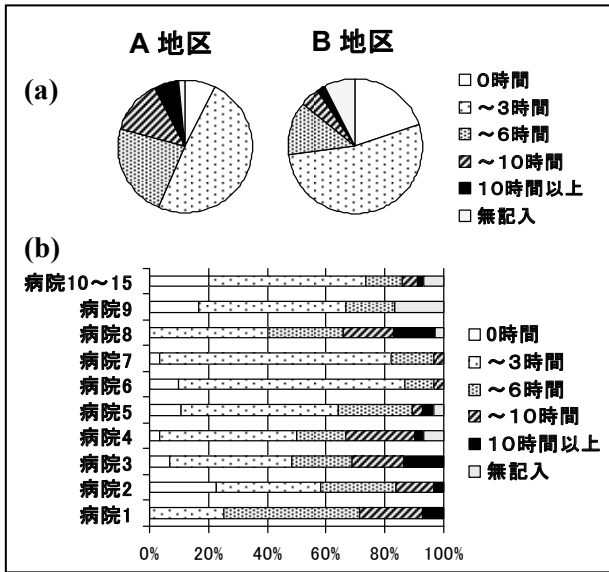 A 地区
B 地区
(a)
0時間
～3時間
～6時間
～10時間
10時間以上
無記入
(b)
病院10～15
病院9
病院8
病院7
病院6
病院5
病院4
病院3
病院2
病院1
0%
20%
40%
60%
80%
100%
0時間
～3時間
～6時間
～10時間
10時間以上
無記入